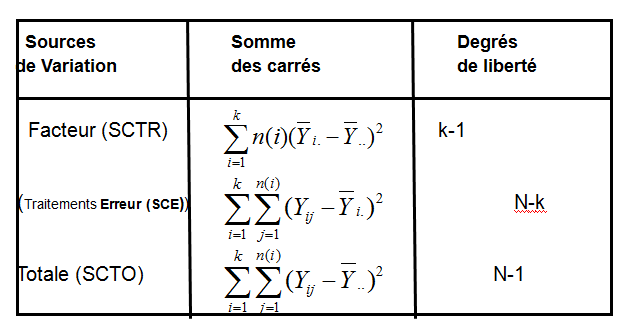 Sources de Variation
Somme des carrés
Degrés de liberté
Facteur (SCTR)
\sum_{i=1}^{k} n(i)(\overline{Y}_{i.} - \overline{Y}_{..})^2
k-1
(Traitements Erreur (SCE))
\sum_{i=1}^{k} \sum_{j=1}^{n(i)} (Y_{ij} - \overline{Y}_{i.})^2
N-k
Totale (SCTO)
\sum_{i=1}^{k} \sum_{j=1}^{n(i)} (Y_{ij} - \overline{Y}_{..})^2
N-1